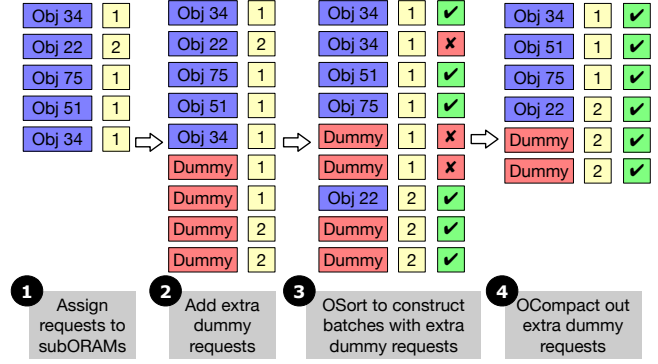 Obj 34 1
Obj 22 2
Obj 75 1
Obj 51 1
Obj 34 1
Obj 34 1
Obj 22 2
Obj 75 1
Obj 51 1
Obj 34 1
Dummy 1
Dummy 1
Dummy 2
Dummy 2
Obj 34 1 ✔
Obj 34 1 ✘
Obj 51 1 ✔
Obj 75 1 ✔
Dummy 1 ✘
Dummy 1 ✘
Obj 22 2 ✔
Dummy 2 ✔
Dummy 2 ✔
Obj 34 1 ✔
Obj 51 1 ✔
Obj 75 1 ✔
Obj 22 2 ✔
Dummy 2 ✔
Dummy 2 ✔
1
Assign
requests to
subORAMs
2
Add extra
dummy
requests
3
OSort to construct
batches with extra
dummy requests
4
OCompact out
extra dummy
requests